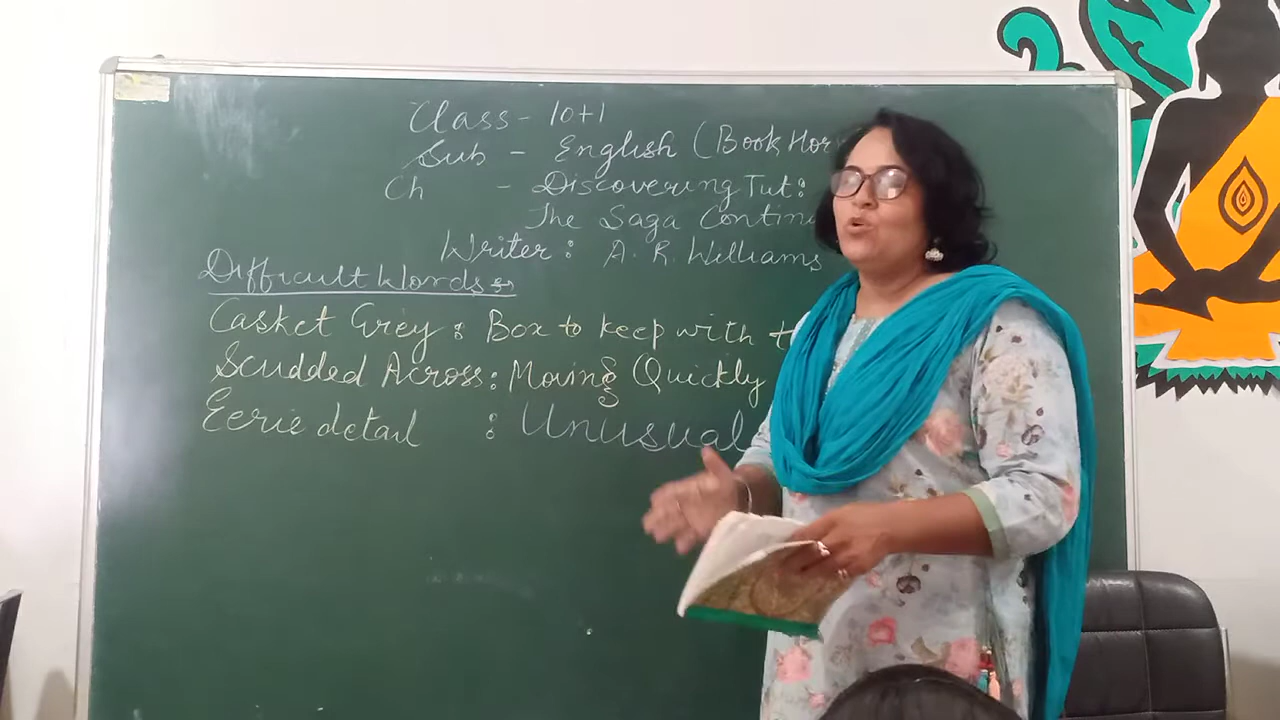 Class - 10+1
Sub - English (Book Hor
Ch - Discovering Tut:
The Saga Continu
Writer: A. R. Williams
Difficult Words:-
Casket Grey : Box to keep with t
Scudded Across : Moving Quickly
Eerie detail : Unusual